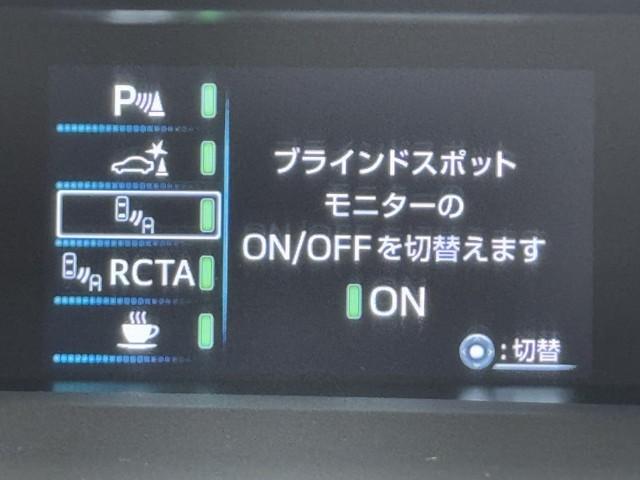 P
RCTA
ブラインドスポット
モニターの
ON/OFFを切替えます
ON
:切替